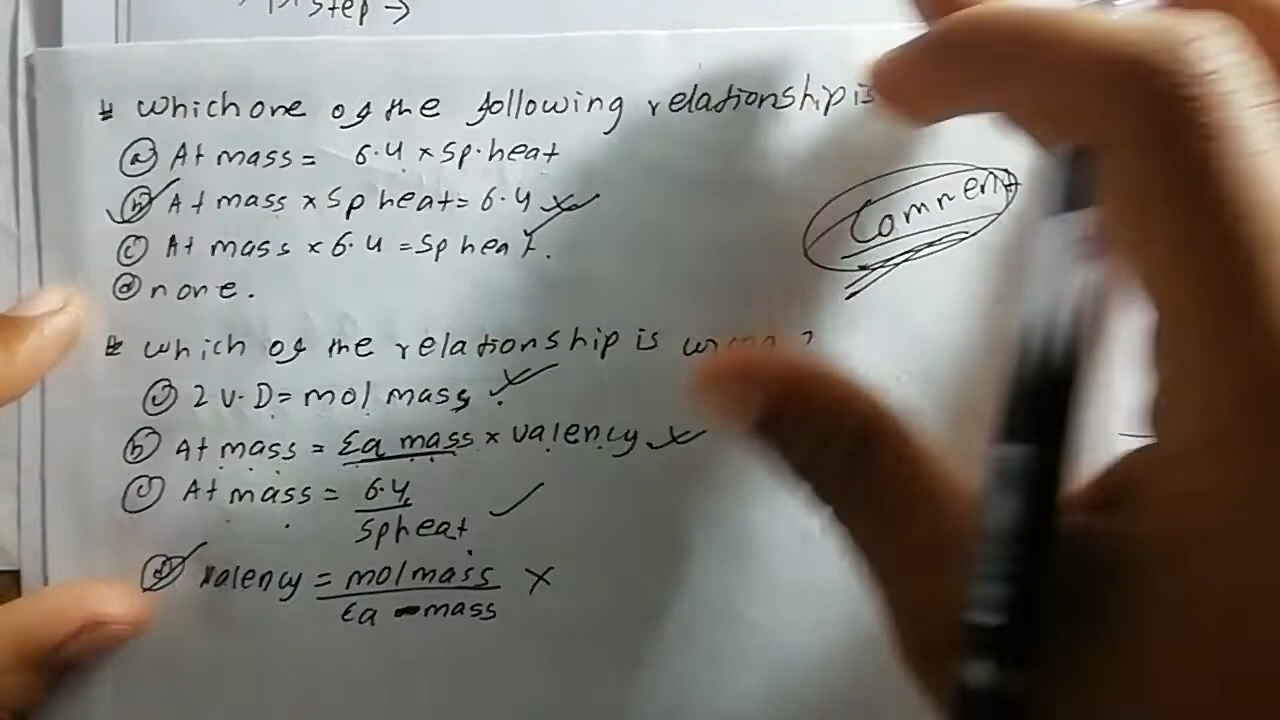 1st step →
Which one of the following relationship is
(a) At mass = 6.4 × sp. heat
(b) At mass × sp heat = 6.4
(c) At mass × 6.4 = sp heat.
(d) none.
Comment
which of the relationship is wrong?
2 V.D = mol mass
(b) At mass = Eq mass × valency
(c) At mass = 6.4
sp heat
(d) valency = mol mass
Eq mass